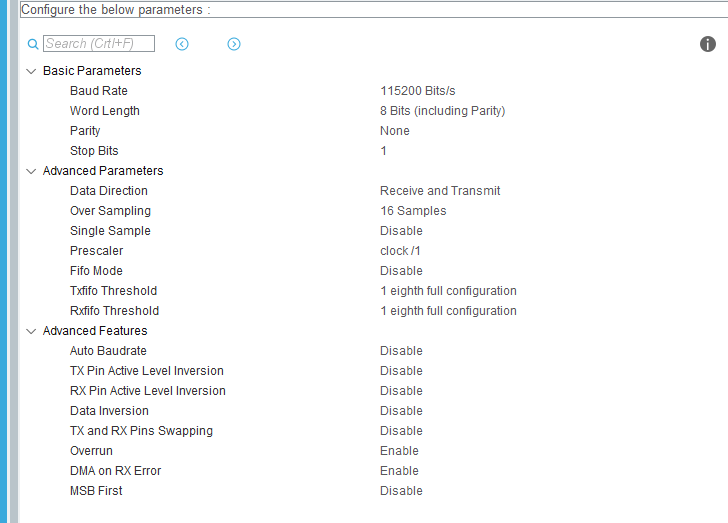 Configure the below parameters :
Search (Crtl+F)
Basic Parameters
Baud Rate 115200 Bits/s
Word Length 8 Bits (including Parity)
Parity None
Stop Bits 1
Advanced Parameters
Data Direction Receive and Transmit
Over Sampling 16 Samples
Single Sample Disable
Prescaler clock /1
Fifo Mode Disable
Txfifo Threshold 1 eighth full configuration
Rxfifo Threshold 1 eighth full configuration
Advanced Features
Auto Baudrate Disable
TX Pin Active Level Inversion Disable
RX Pin Active Level Inversion Disable
Data Inversion Disable
TX and RX Pins Swapping Disable
Overrun Enable
DMA on RX Error Enable
MSB First Disable